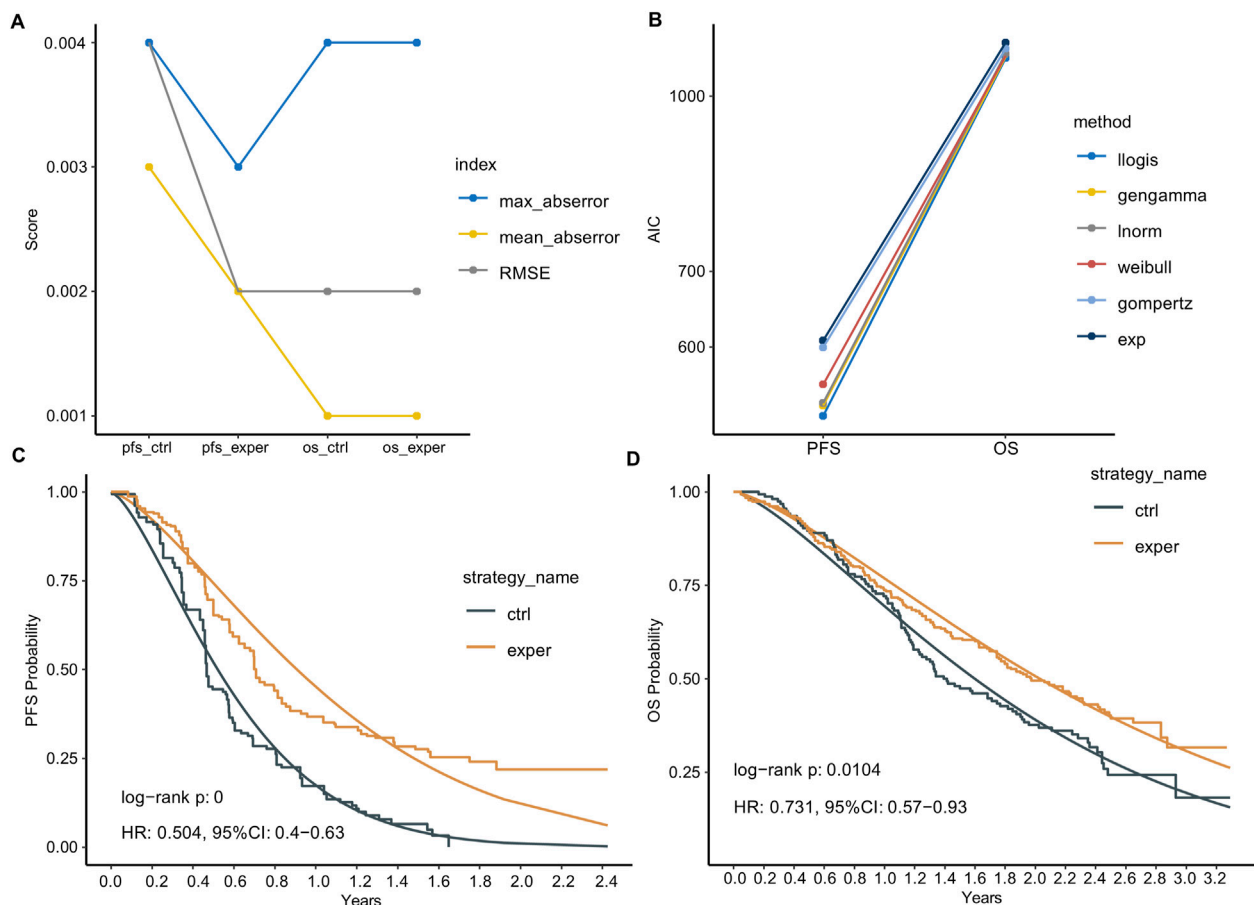 A
0.004
0.003
0.002
0.001
Score
pfs_ctrl pfs_exper os_ctrl os_exper
index
max_abserror
mean_abserror
RMSE
B
1000
700
600
AIC
PFS OS
method
llogis
gengamma
lnorm
weibull
gompertz
exp
C
1.00
0.75
0.50
0.25
0.00
PFS Probability
strategy_name
ctrl
exper
log−rank p: 0
HR: 0.504, 95%CI: 0.4−0.63
0.0 0.2 0.4 0.6 0.8 1.0 1.2 1.4 1.6 1.8 2.0 2.2 2.4
Years
D
1.00
0.75
0.50
0.25
OS Probability
strategy_name
ctrl
exper
log−rank p: 0.0104
HR: 0.731, 95%CI: 0.57−0.93
0.0 0.2 0.4 0.6 0.8 1.0 1.2 1.4 1.6 1.8 2.0 2.2 2.4 2.6 2.8 3.0 3.2
Years